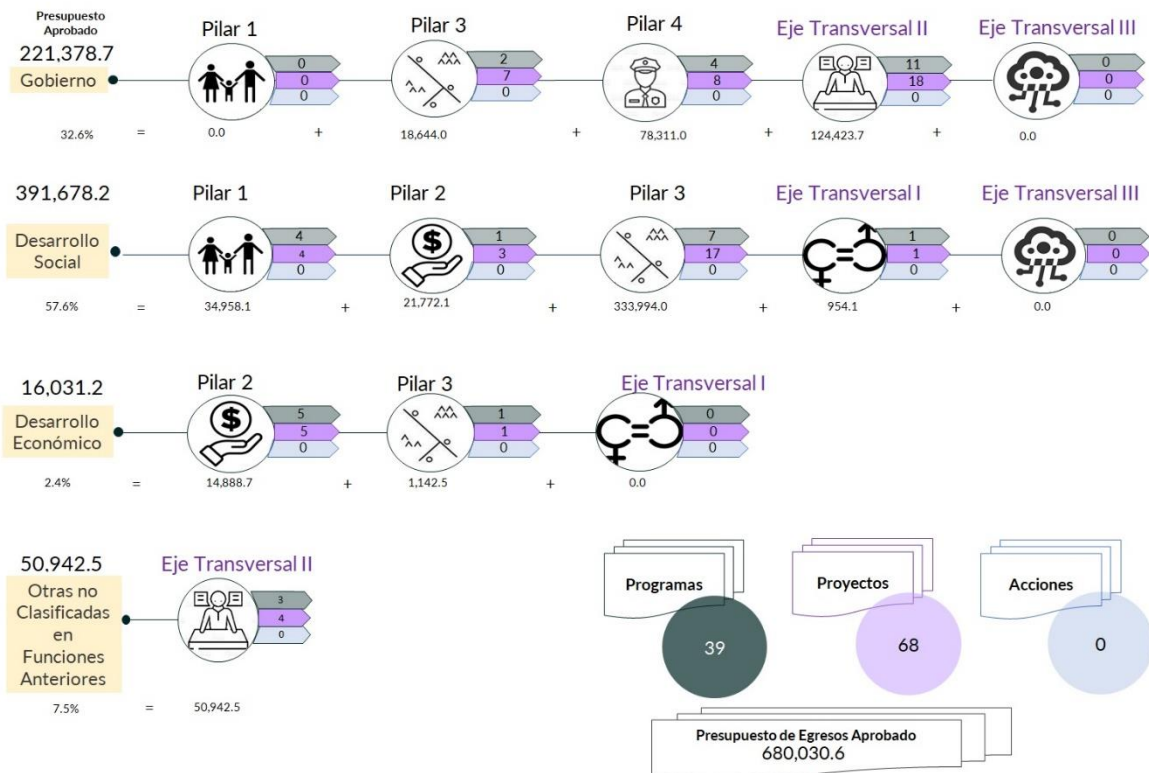 Presupuesto
Aprobado
221,378.7
Gobierno
32.6%
=
Pilar 1
0
0
0
0.0
+
Pilar 3
2
7
0
18,644.0
+
Pilar 4
4
8
0
78,311.0
+
Eje Transversal II
11
18
0
124,423.7
+
Eje Transversal III
0
0
0
0.0
391,678.2
Desarrollo
Social
57.6%
=
Pilar 1
4
4
0
34,958.1
+
Pilar 2
$
1
3
0
21,772.1
+
Pilar 3
7
17
0
333,994.0
+
Eje Transversal I
1
1
0
954.1
+
Eje Transversal III
0
0
0
0.0
16,031.2
Desarrollo
Económico
2.4%
=
Pilar 2
$
5
5
0
14,888.7
+
Pilar 3
1
1
0
1,142.5
+
Eje Transversal I
0
0
0
0.0
50,942.5
Otras no
Clasificadas
en
Funciones
Anteriores
7.5%
=
Eje Transversal II
3
4
0
50,942.5
Programas
39
Proyectos
68
Acciones
0
Presupuesto de Egresos Aprobado
680,030.6